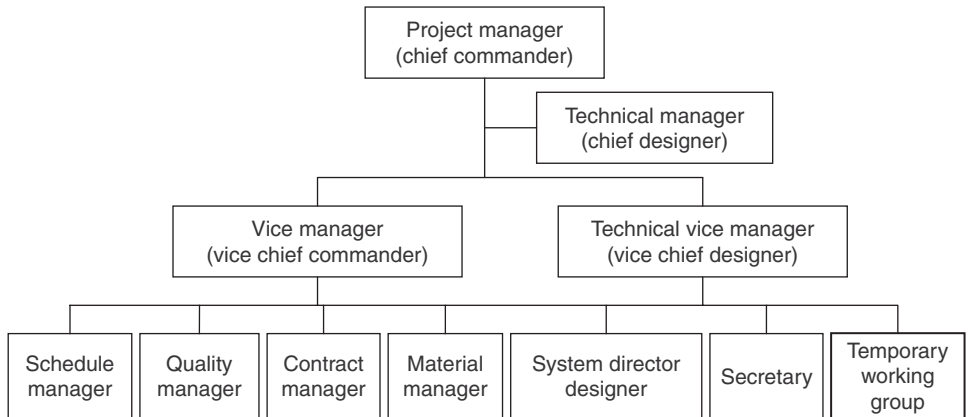 Project manager
(chief commander)
Technical manager
(chief designer)
Vice manager
(vice chief commander)
Technical vice manager
(vice chief designer)
Schedule
manager
Quality
manager
Contract
manager
Material
manager
System director
designer
Secretary
Temporary
working
group